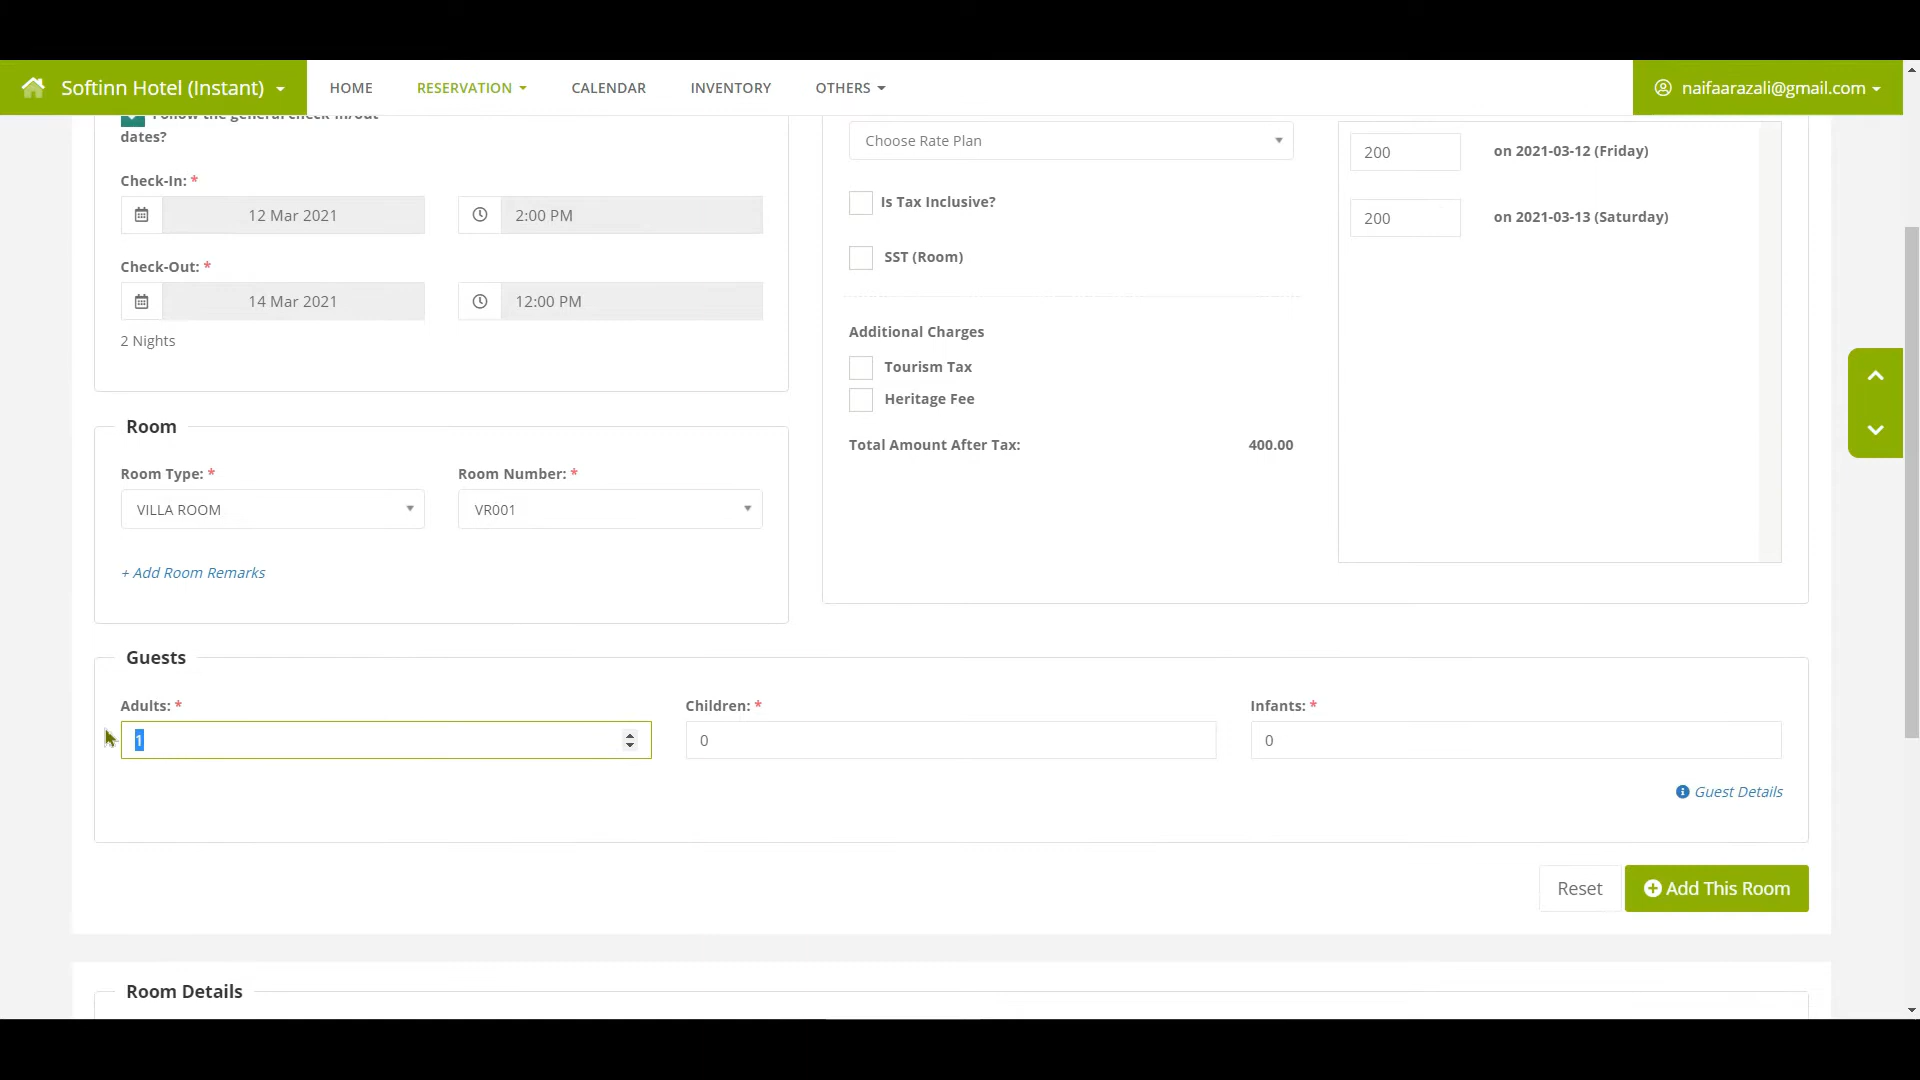 Softinn Hotel (Instant)
HOME
RESERVATION
CALENDAR
INVENTORY
OTHERS
naifaarazali@gmail.com
Follow the general check-in/out
dates?
Check-In: *
12 Mar 2021
2:00 PM
Check-Out: *
14 Mar 2021
12:00 PM
2 Nights
Choose Rate Plan
Is Tax Inclusive?
SST (Room)
Additional Charges
Tourism Tax
Heritage Fee
Total Amount After Tax: 400.00
200 on 2021-03-12 (Friday)
200 on 2021-03-13 (Saturday)
Room
Room Type: *
VILLA ROOM
Room Number: *
VR001
+ Add Room Remarks
Guests
Adults: *
1
Children: *
0
Infants: *
0
Guest Details
Reset
Add This Room
Room Details